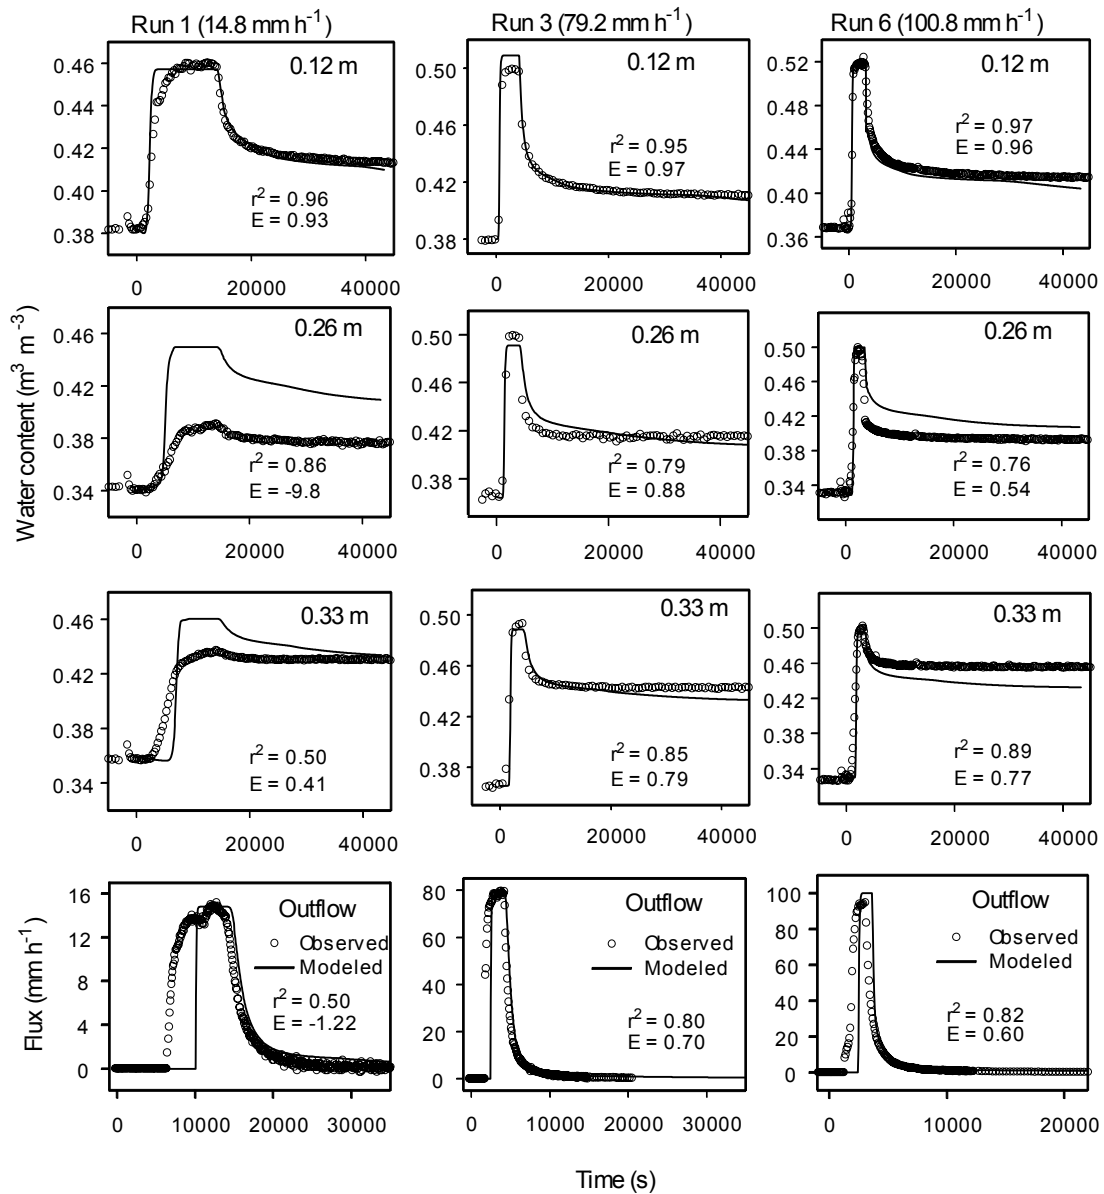 Run 1 (14.8 mm h⁻¹) Run 3 (79.2 mm h⁻¹) Run 6 (100.8 mm h⁻¹)
0.12 m
0.46
0.44
0.42
0.40
0.38
r² = 0.96
E = 0.93
0 20000 40000
0.12 m
0.50
0.46
0.42
0.38
r² = 0.95
E = 0.97
0 20000 40000
0.12 m
0.52
0.48
0.44
0.40
0.36
r² = 0.97
E = 0.96
0 20000 40000
Water content (m³ m⁻³)
0.26 m
0.46
0.42
0.38
0.34
r² = 0.86
E = -9.8
0 20000 40000
0.26 m
0.50
0.46
0.42
0.38
r² = 0.79
E = 0.88
0 20000 40000
0.26 m
0.50
0.46
0.42
0.38
0.34
r² = 0.76
E = 0.54
0 20000 40000
0.33 m
0.46
0.42
0.38
0.34
r² = 0.50
E = 0.41
0 20000 40000
0.33 m
0.50
0.46
0.42
0.38
r² = 0.85
E = 0.79
0 20000 40000
0.33 m
0.50
0.46
0.42
0.38
0.34
r² = 0.89
E = 0.77
0 20000 40000
Flux (mm h⁻¹)
16
12
8
4
0
Outflow
Observed
Modeled
r² = 0.50
E = -1.22
0 10000 20000 30000
80
60
40
20
0
Outflow
Observed
Modeled
r² = 0.80
E = 0.70
0 10000 20000 30000
100
80
60
40
20
0
Outflow
Observed
Modeled
r² = 0.82
E = 0.60
0 10000 20000
Time (s)